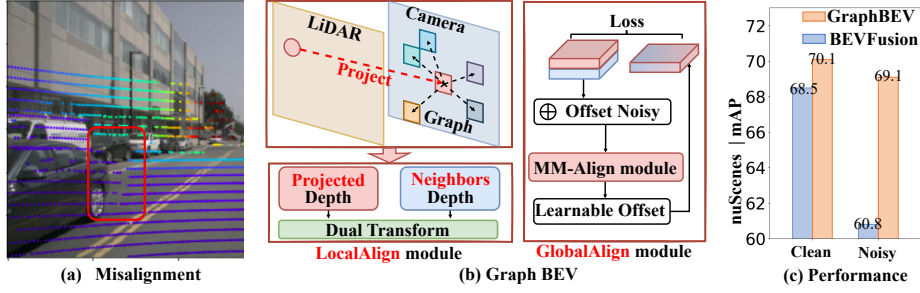 (a) Misalignment
LiDAR
Camera
Project
Graph
Projected
Depth
Neighbors
Depth
Dual Transform
LocalAlign module
Loss
⊕ Offset Noisy
MM-Align module
Learnable Offset
GlobalAlign module
(b) Graph BEV
GraphBEV
BEVFusion
nuScenes | mAP
72
70
68
66
64
62
60
68.5
70.1
60.8
69.1
Clean
Noisy
(c) Performance